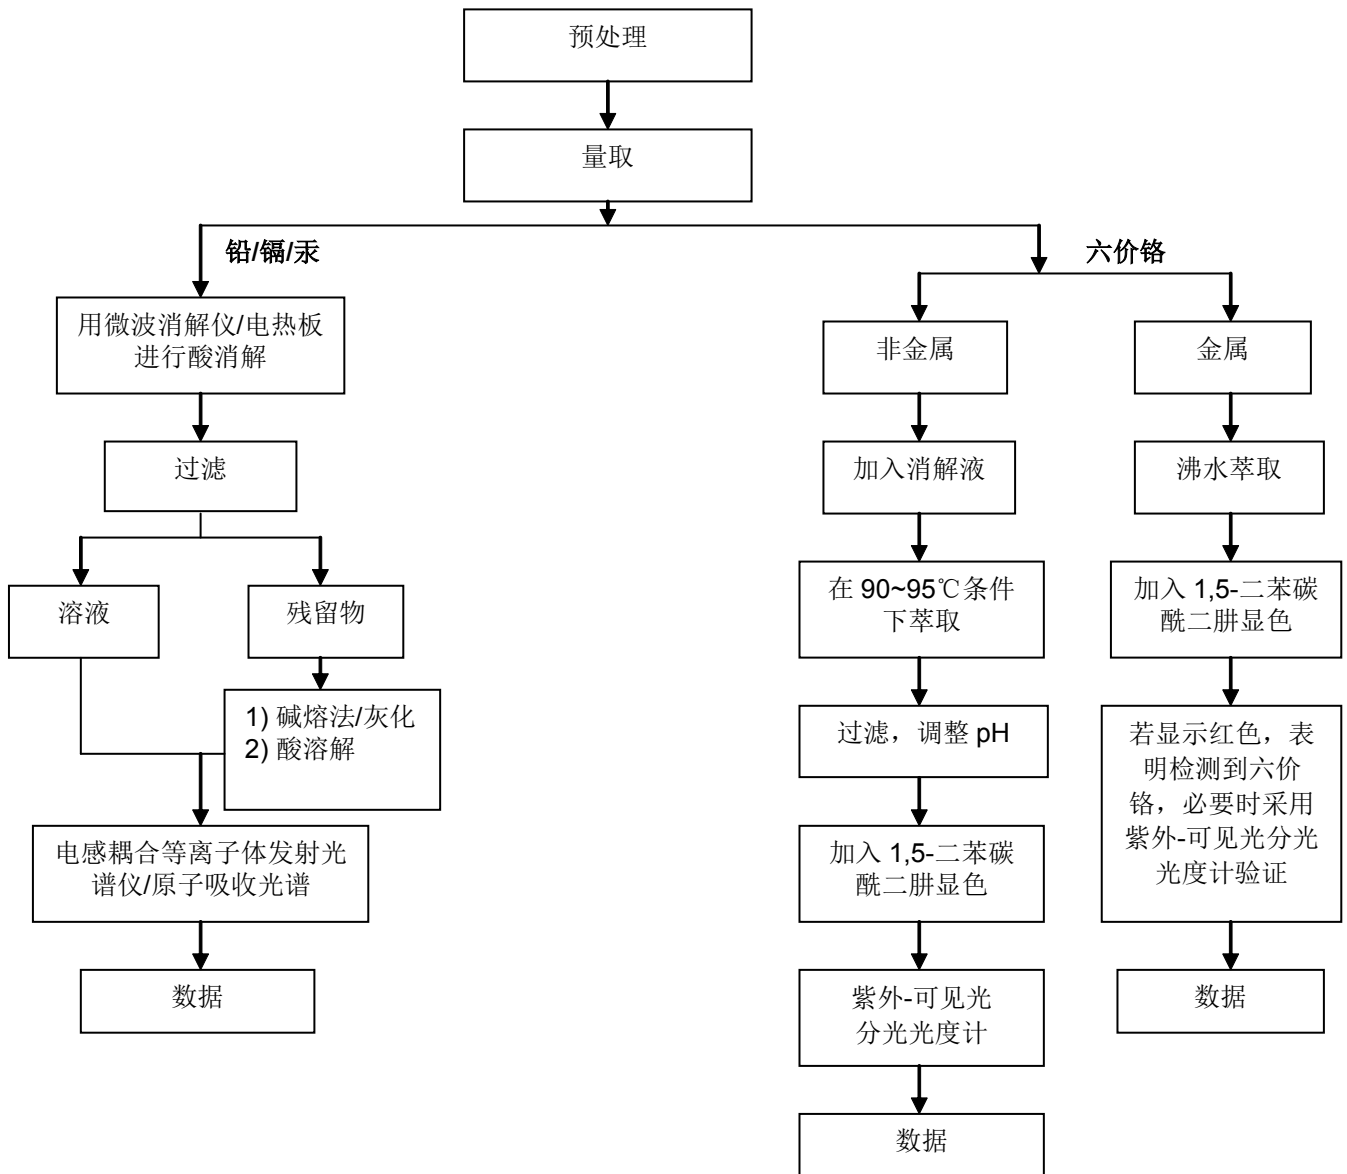 预处理
量取
铅/镉/汞
用微波消解仪/电热板
进行酸消解
过滤
溶液
残留物
1) 碱熔法/灰化
2) 酸溶解
电感耦合等离子体发射光
谱仪/原子吸收光谱
数据
六价铬
非金属
加入消解液
在 90~95℃条件
下萃取
过滤，调整 pH
加入 1,5-二苯碳
酰二肼显色
紫外-可见光
分光光度计
数据
金属
沸水萃取
加入 1,5-二苯碳
酰二肼显色
若显示红色，表
明检测到六价
铬，必要时采用
紫外-可见光分光
光度计验证
数据